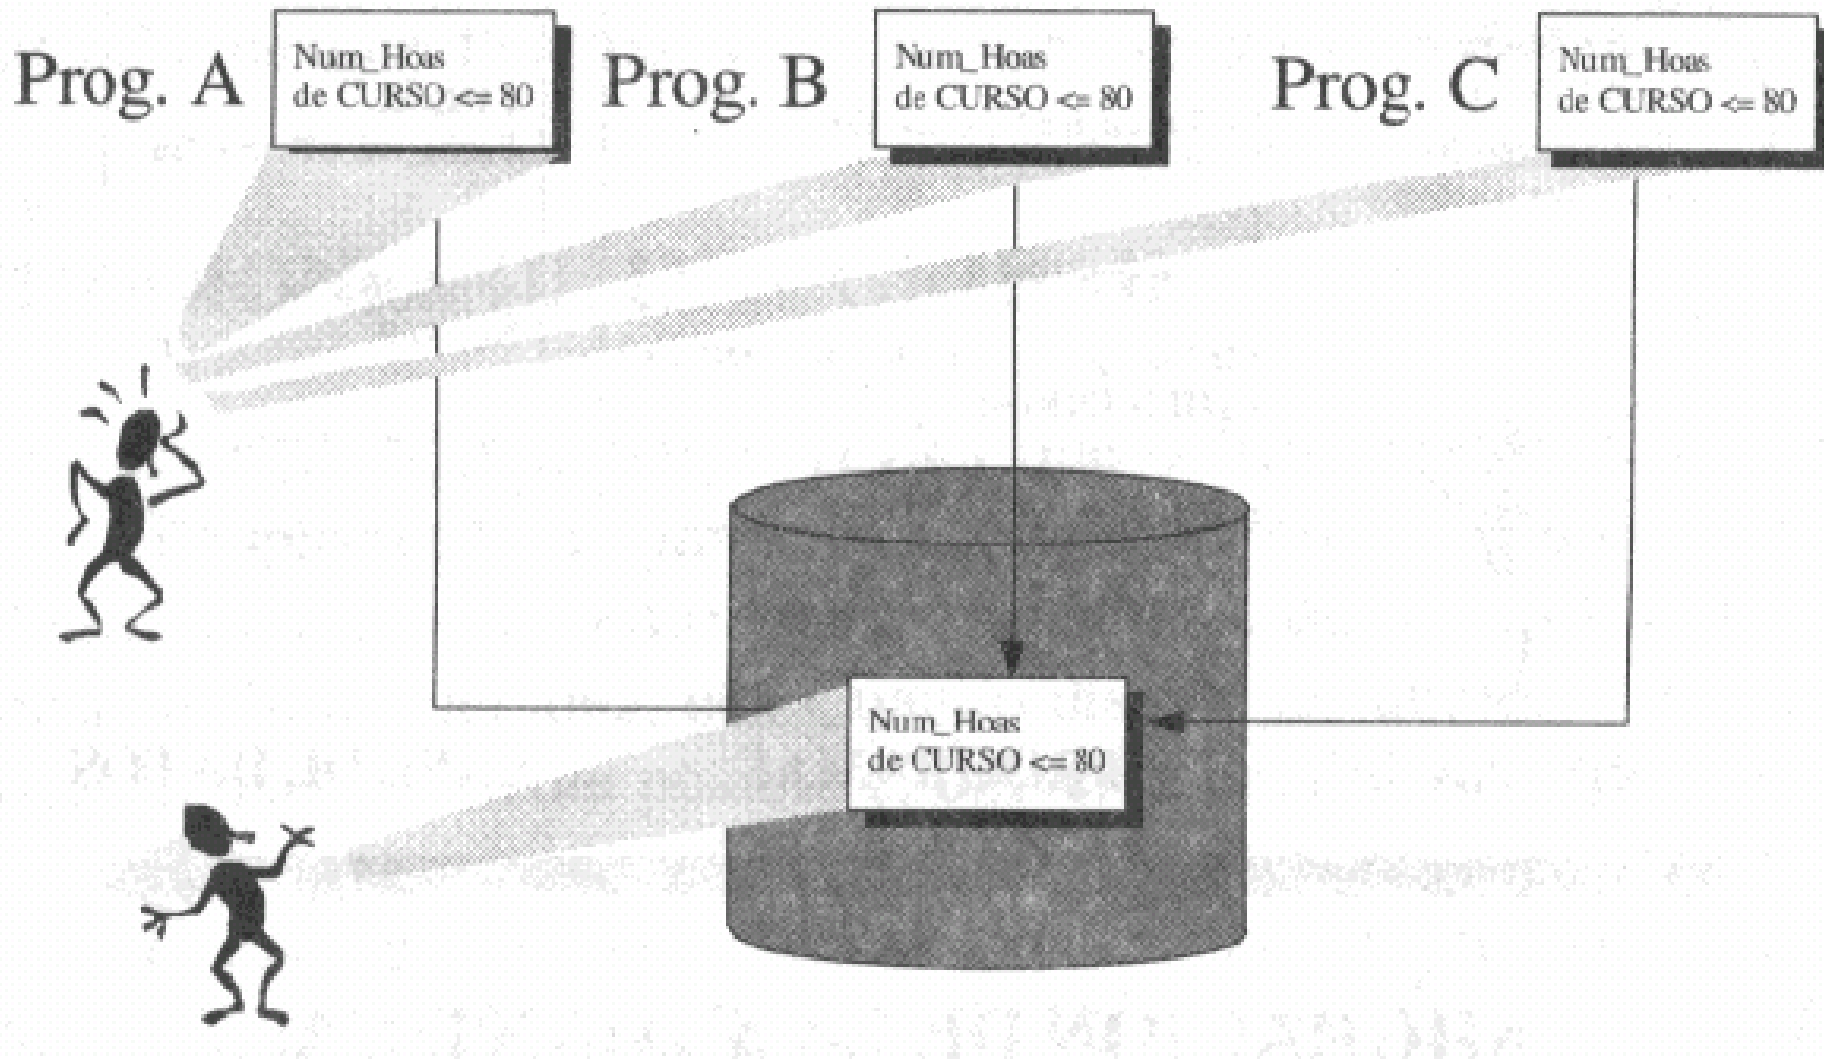 Prog. A
Num_Hoas
de CURSO <= 80
Prog. B
Num_Hoas
de CURSO <= 80
Prog. C
Num_Hoas
de CURSO <= 80
Num_Hoas
de CURSO <= 80